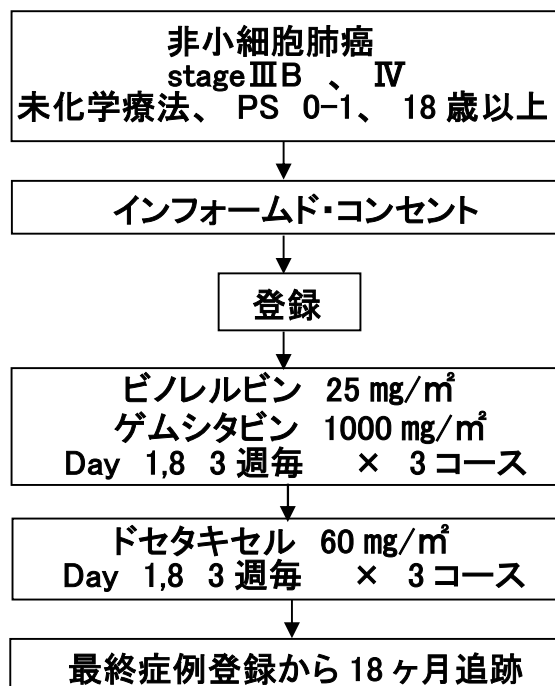 非小細胞肺癌
stageⅢB 、 Ⅳ
未化学療法、 PS 0-1、 18歳以上
インフォームド・コンセント
登録
ビノレルビン 25 ㎎/㎡
ゲムシタビン 1000 ㎎/㎡
Day 1,8 3週毎 × 3コース
ドセタキセル 60 ㎎/㎡
Day 1,8 3週毎 × 3コース
最終症例登録から18ヶ月追跡